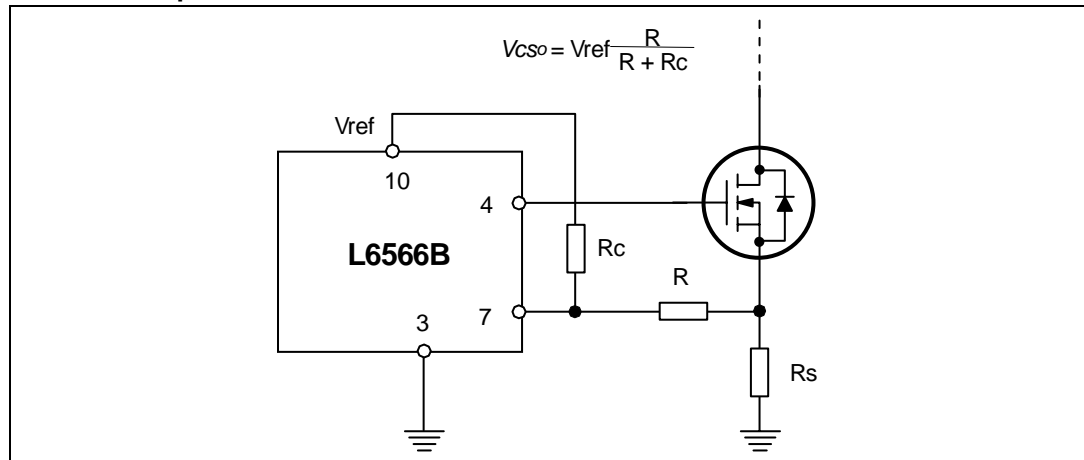 Vcso = Vref R / R + Rc
Vref
10
4
L6566B
Rc
R
7
3
Rs